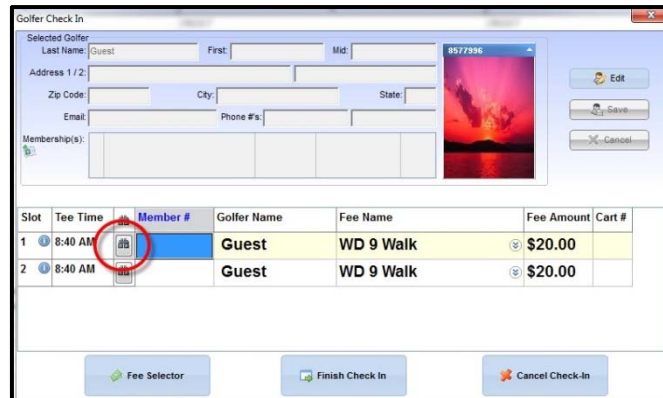 Golfer Check In
Selected Golfer
Last Name: Guest First: Mid: 8577996
Address 1 / 2:
Edit
Zip Code: City: State:
Save
Email: Phone #'s:
Membership(s):
Cancel
Slot Tee Time Member # Golfer Name Fee Name Fee Amount Cart #
1 8:40 AM Guest WD 9 Walk $20.00
2 8:40 AM Guest WD 9 Walk $20.00
Fee Selector Finish Check In Cancel Check-In